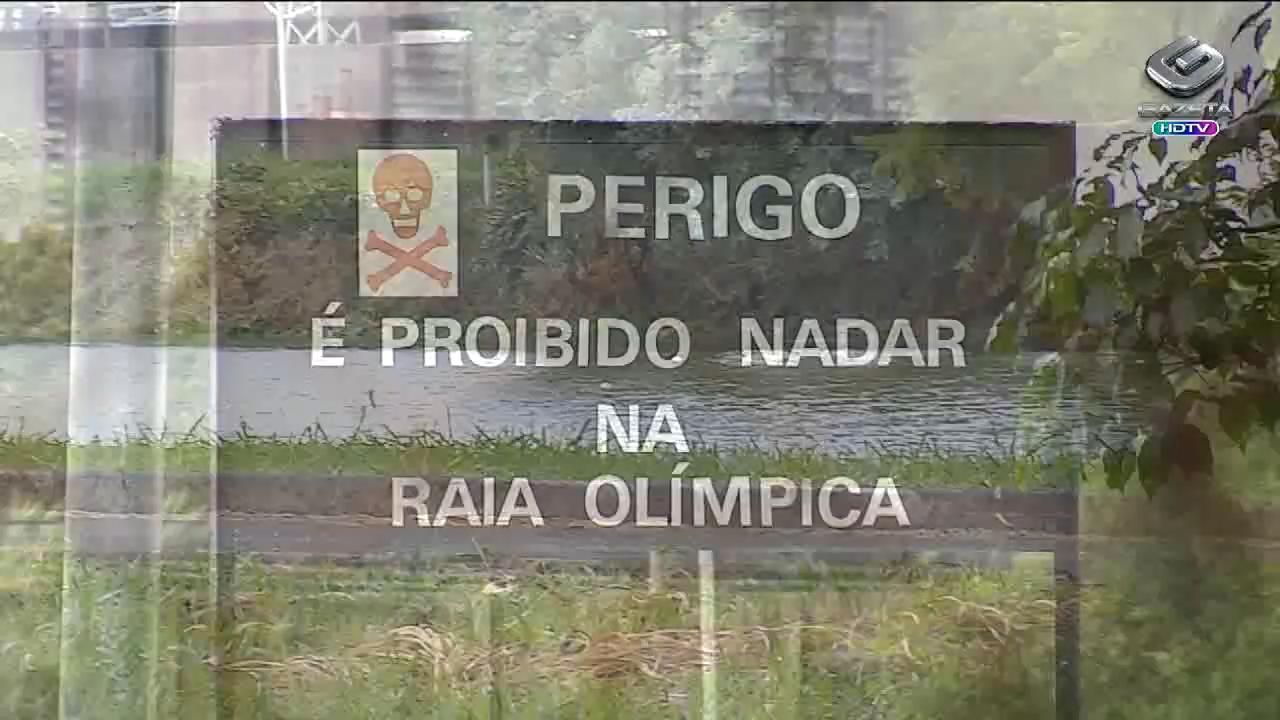 GAZETA
HDTV
PERIGO
É PROIBIDO NADAR
NA
RAIA OLÍMPICA